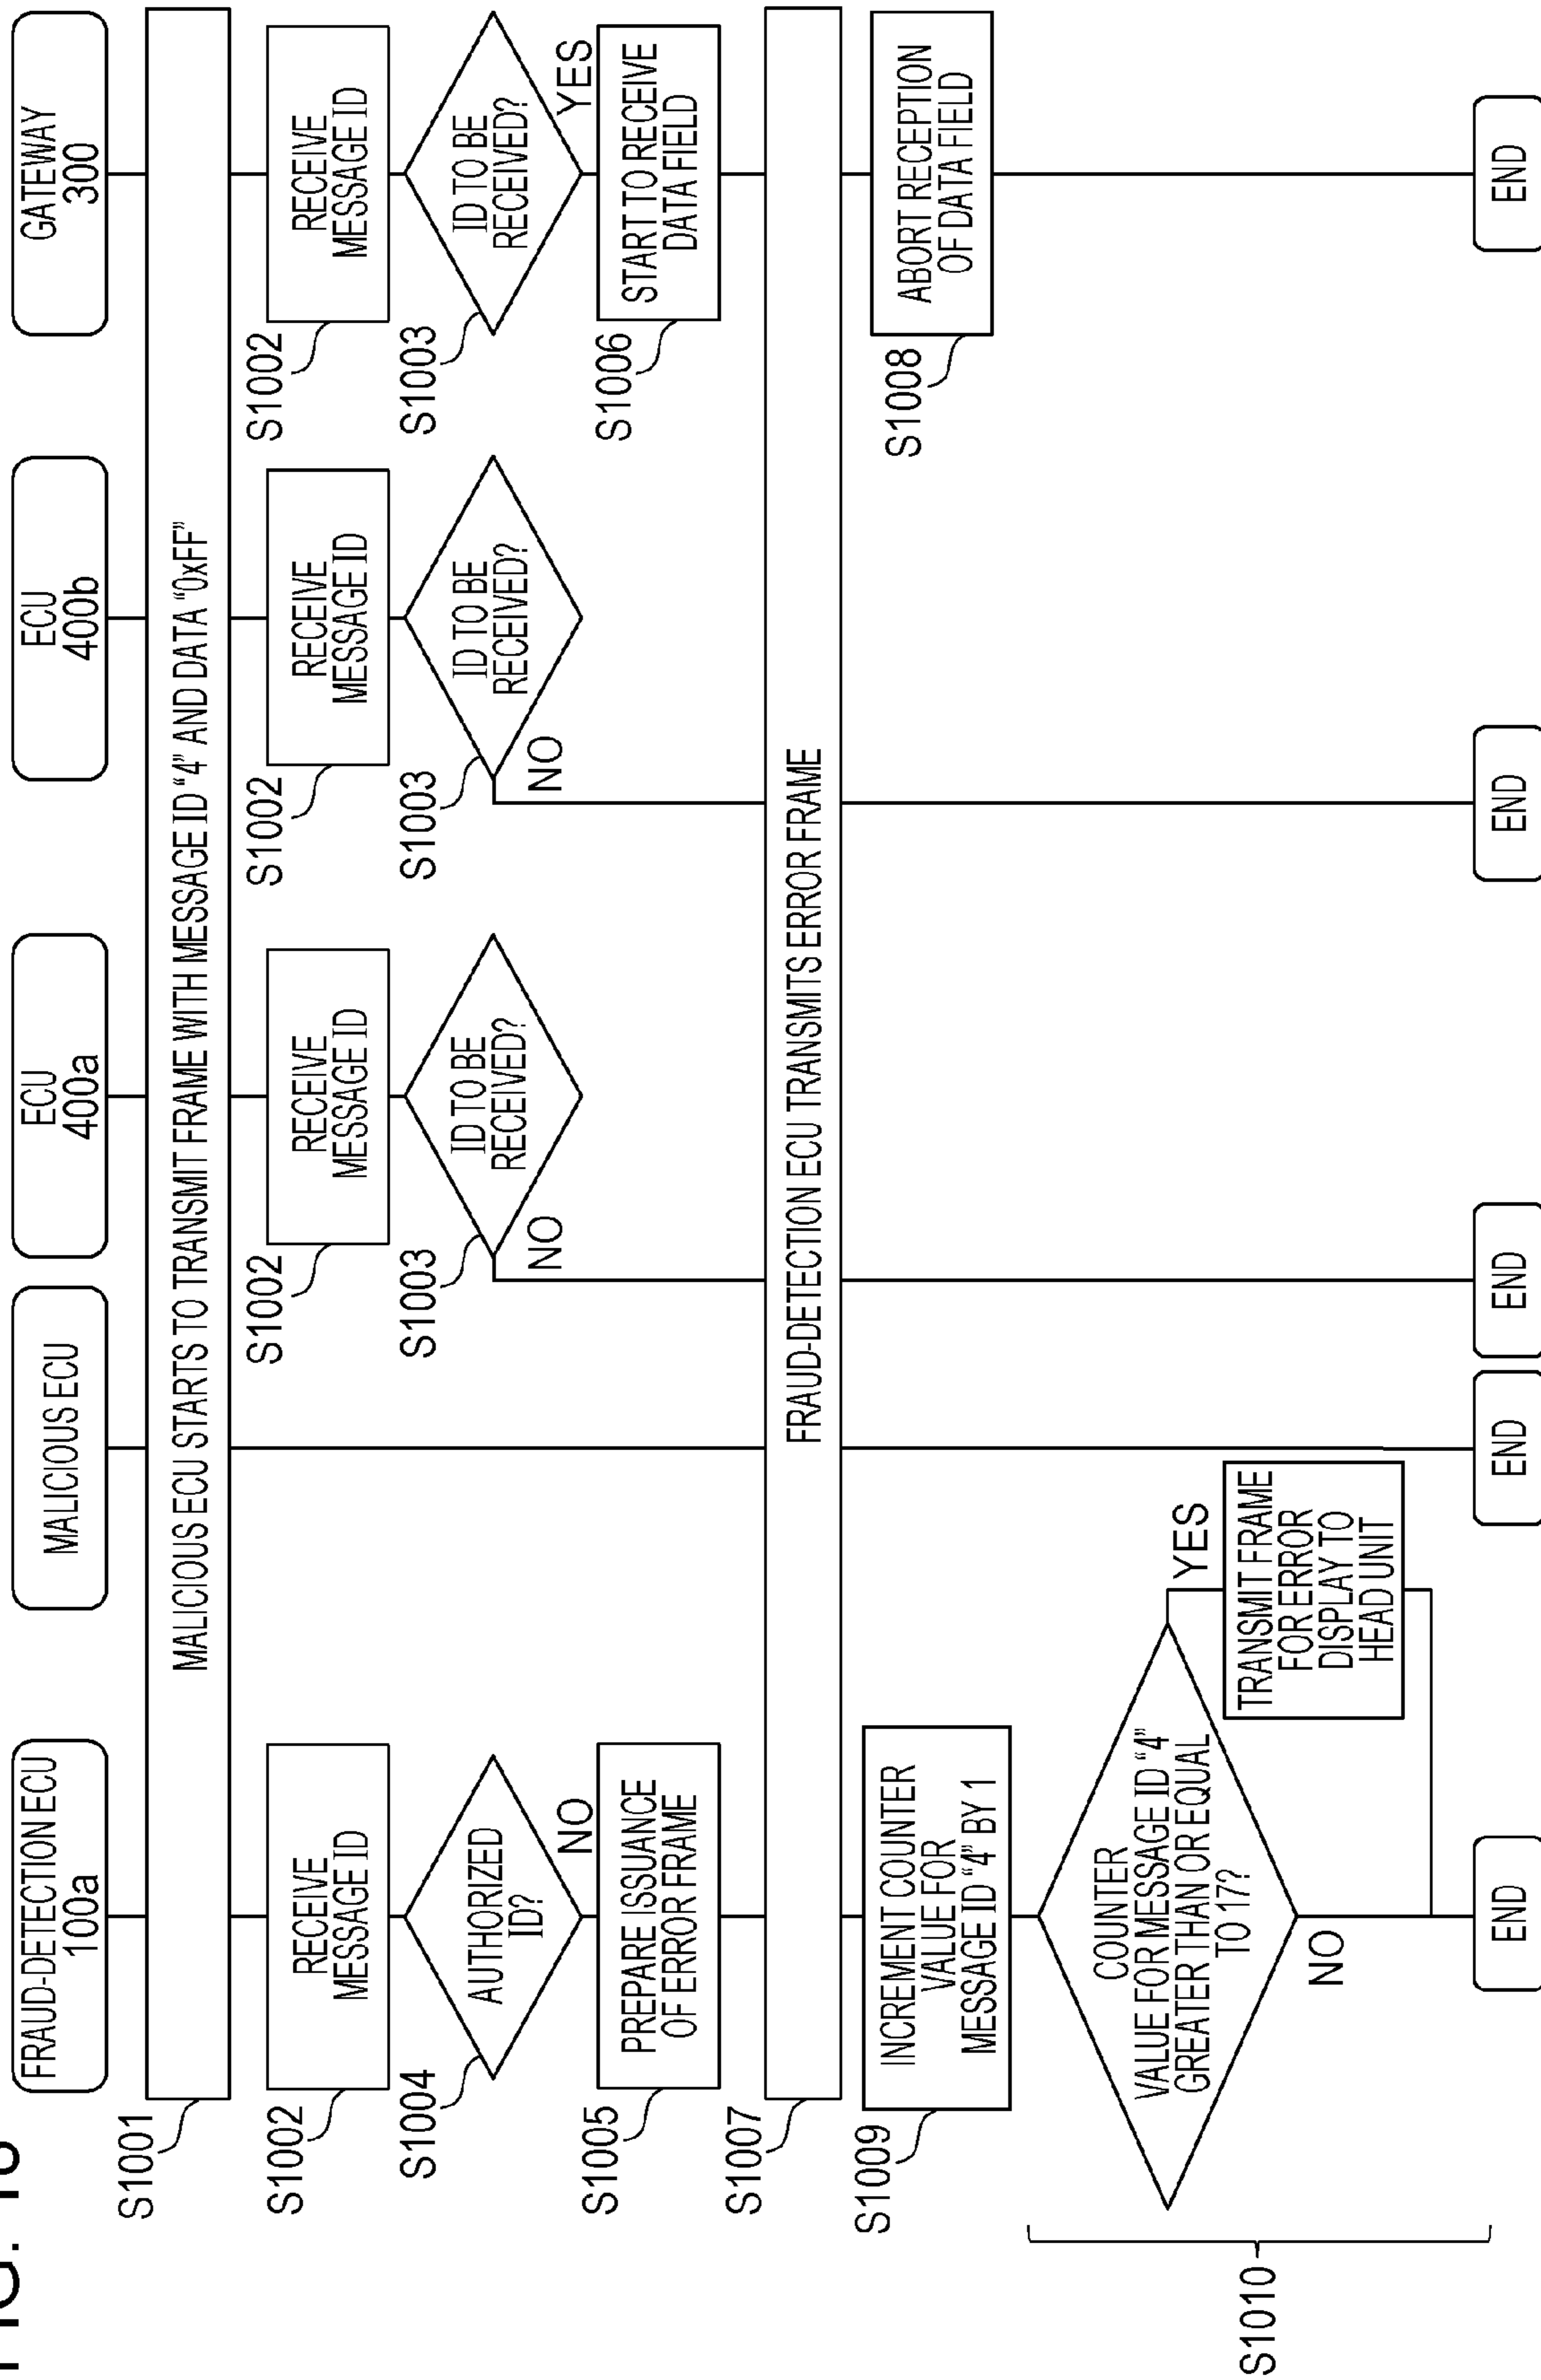 FRAUD-DETECTION ECU
100a
MALICIOUS ECU
ECU
400a
ECU
400b
GATEWAY
300
S1001
MALICIOUS ECU STARTS TO TRANSMIT FRAME WITH MESSAGE ID “4” AND DATA “0xFF”
S1002
RECEIVE
MESSAGE ID
S1002
RECEIVE
MESSAGE ID
S1002
RECEIVE
MESSAGE ID
S1002
RECEIVE
MESSAGE ID
S1004
AUTHORIZED
ID?
NO
S1003
ID TO BE
RECEIVED?
NO
S1003
ID TO BE
RECEIVED?
NO
S1003
ID TO BE
RECEIVED?
YES
S1005
PREPARE ISSUANCE
OF ERROR FRAME
S1006
START TO RECEIVE
DATA FIELD
S1007
FRAUD-DETECTION ECU TRANSMITS ERROR FRAME
S1009
INCREMENT COUNTER
VALUE FOR
MESSAGE ID “4” BY 1
S1008
ABORT RECEPTION
OF DATA FIELD
S1010
COUNTER
VALUE FOR MESSAGE ID “4”
GREATER THAN OR EQUAL
TO 17?
YES
TRANSMIT FRAME
FOR ERROR
DISPLAY TO
HEAD UNIT
NO
END
END
END
END
END